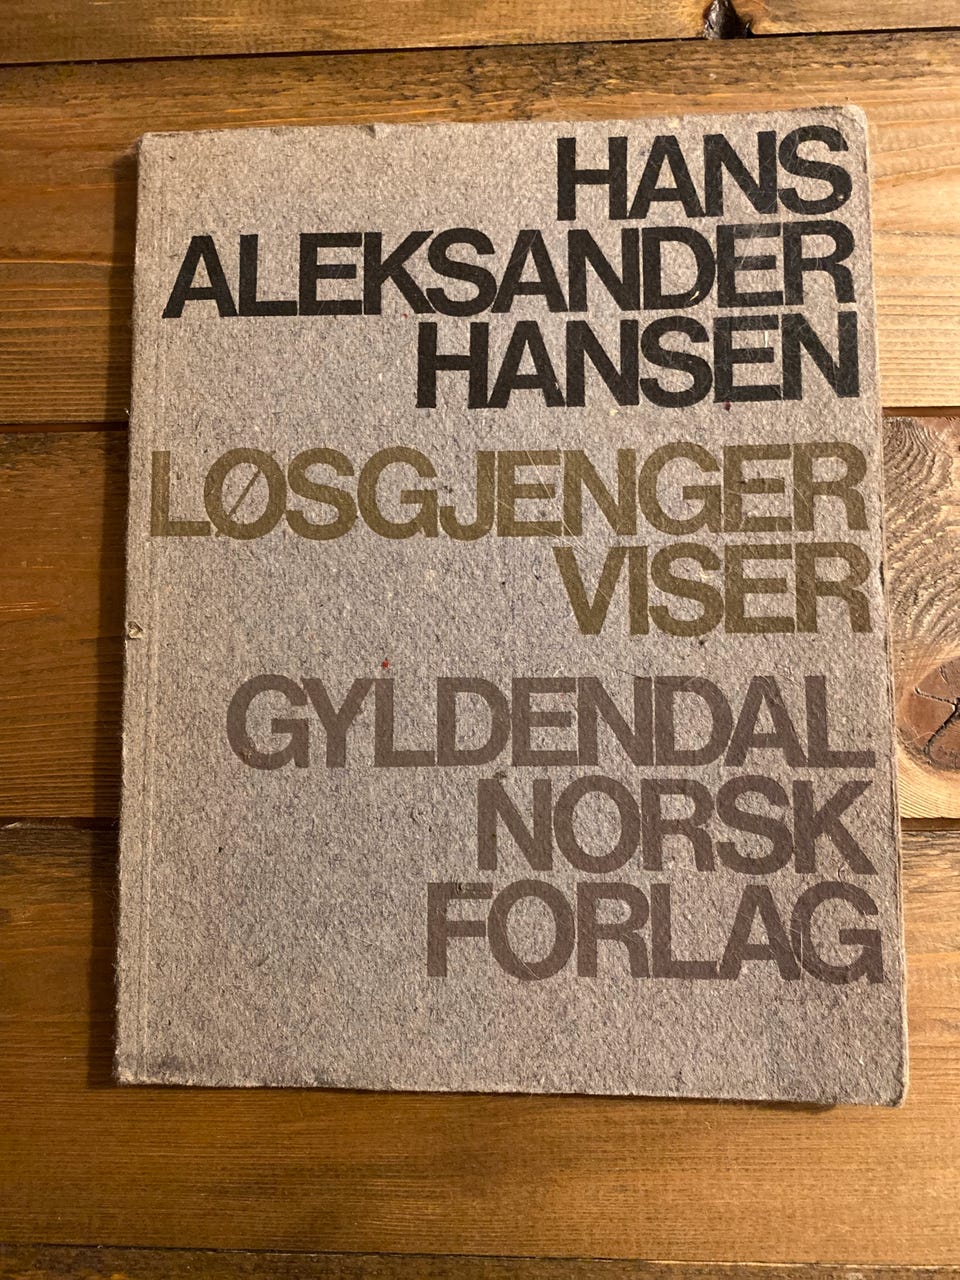 HANS
ALEKSANDER
HANSEN
LØSGJENGER
VISER
GYLDENDAL
NORSK
FORLAG